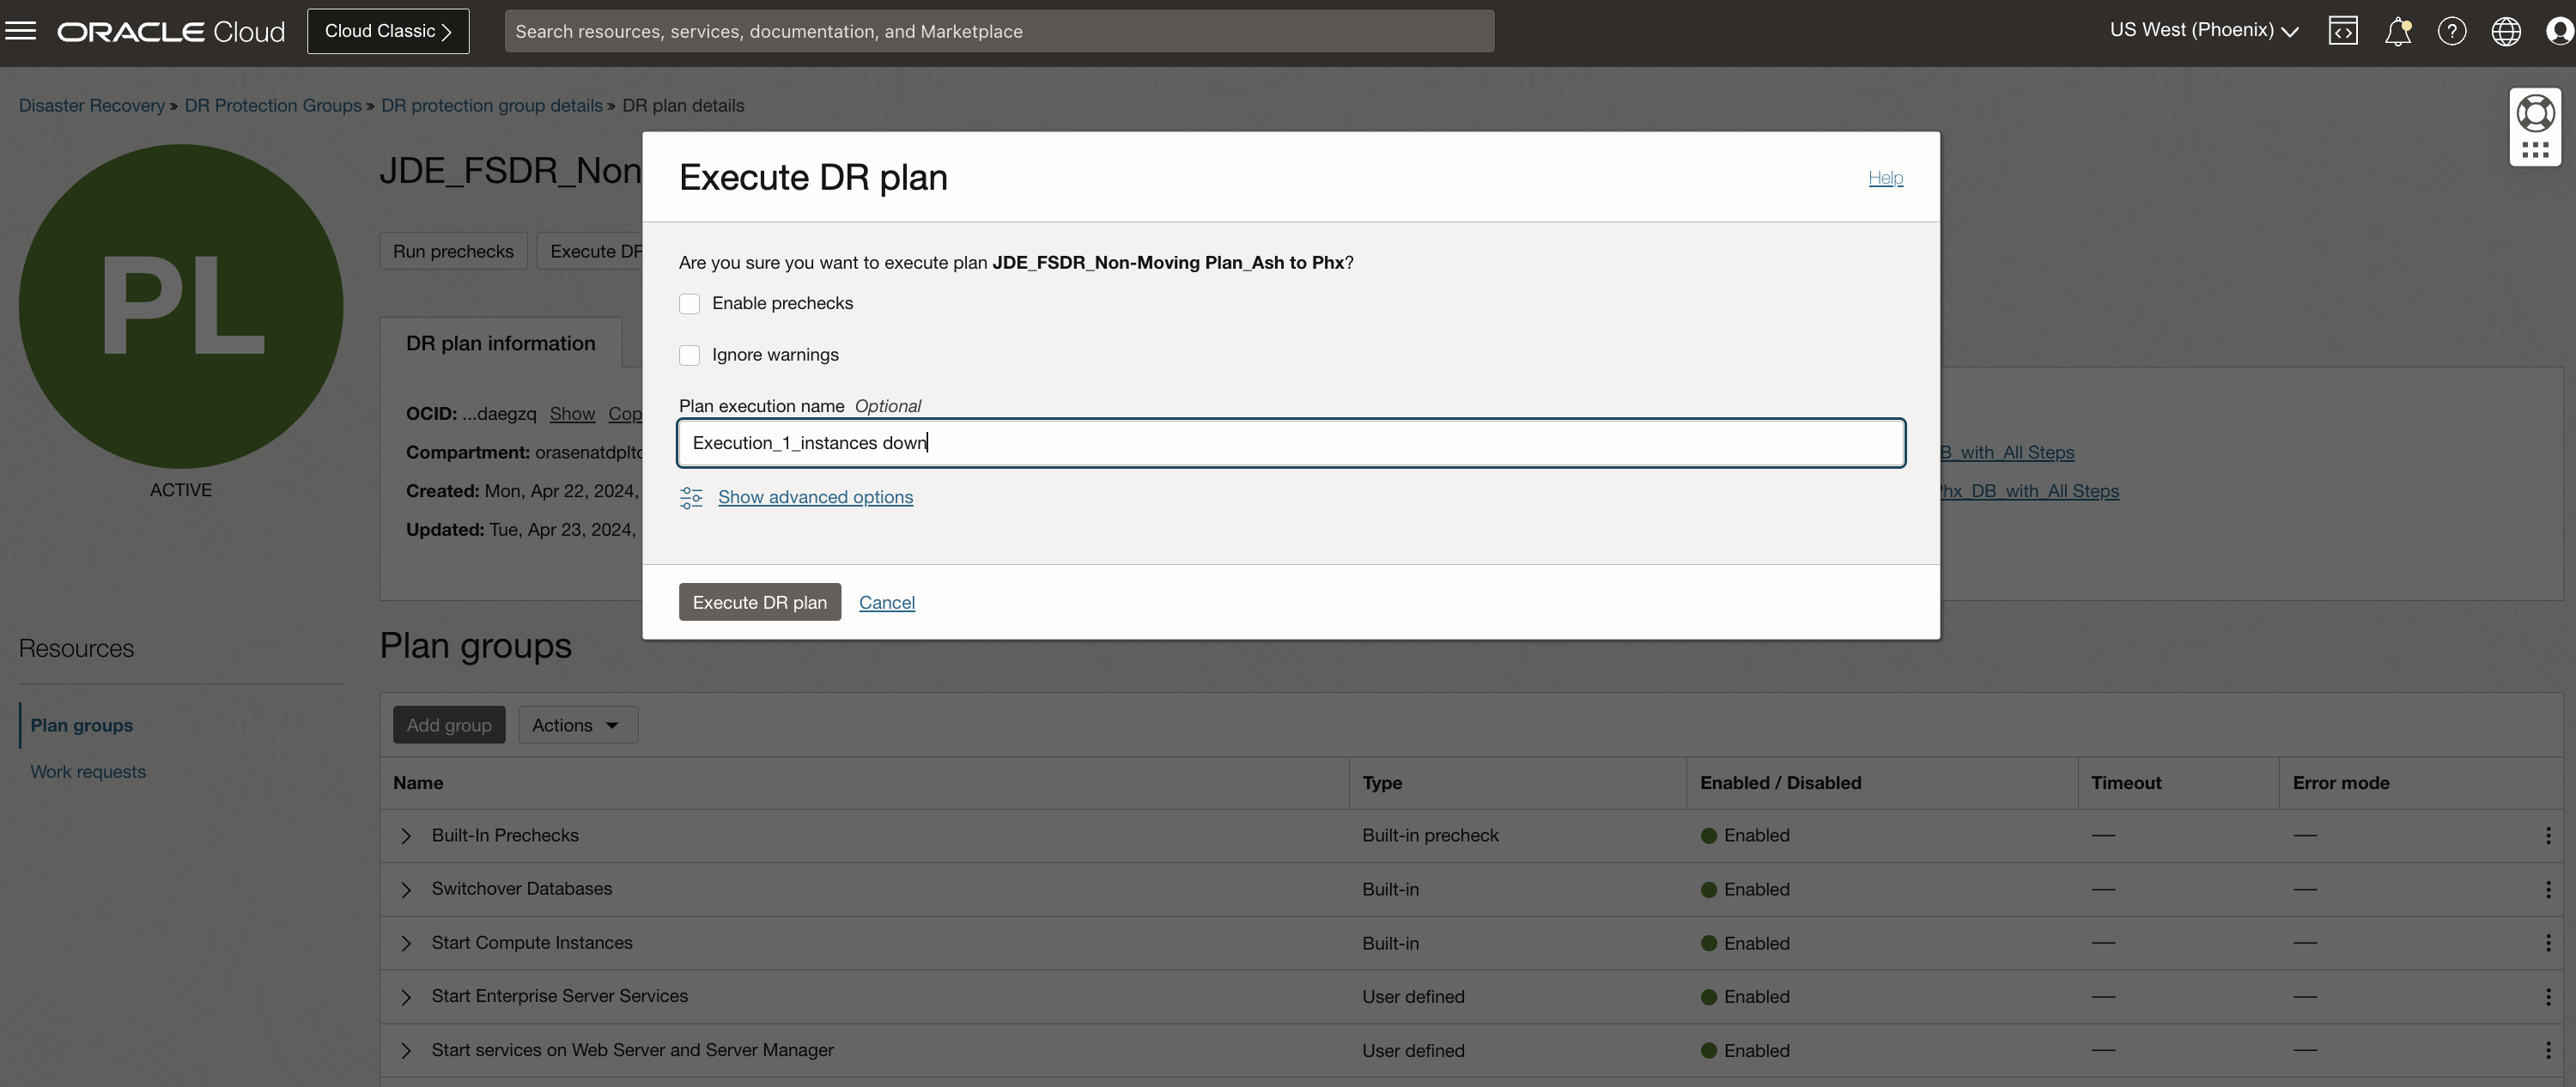 ORACLE Cloud
Cloud Classic
Search resources, services, documentation, and Marketplace
US West (Phoenix)
Disaster Recovery » DR Protection Groups » DR protection group details » DR plan details
PL
ACTIVE
JDE_FSDR_Non
Run prechecks
Execute DR
DR plan information
OCID: ...daegzq Show Cop
Compartment: orasenatdpltc
Created: Mon, Apr 22, 2024,
Updated: Tue, Apr 23, 2024,
B_with_All Steps
Phx_DB_with_All Steps
Execute DR plan
Help
Are you sure you want to execute plan JDE_FSDR_Non-Moving Plan_Ash to Phx?
Enable prechecks
Ignore warnings
Plan execution name Optional
Execution_1_instances down
Show advanced options
Execute DR plan
Cancel
Resources
Plan groups
Work requests
Plan groups
Add group
Actions
Name Type Enabled / Disabled Timeout Error mode
Built-In Prechecks Built-in precheck Enabled — —
Switchover Databases Built-in Enabled — —
Start Compute Instances Built-in Enabled — —
Start Enterprise Server Services User defined Enabled — —
Start services on Web Server and Server Manager User defined Enabled — —